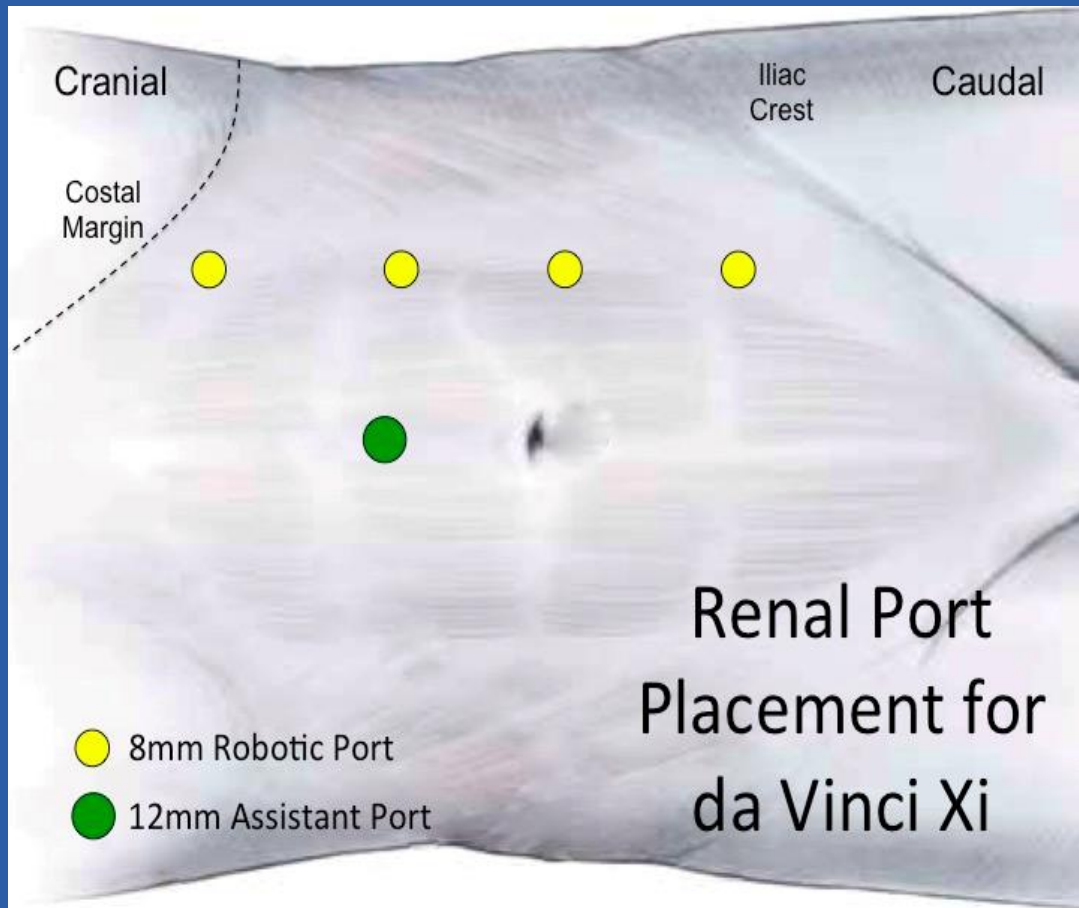 Cranial
Iliac
Crest
Caudal
Costal
Margin
Renal Port
Placement for
da Vinci Xi
8mm Robotic Port
12mm Assistant Port